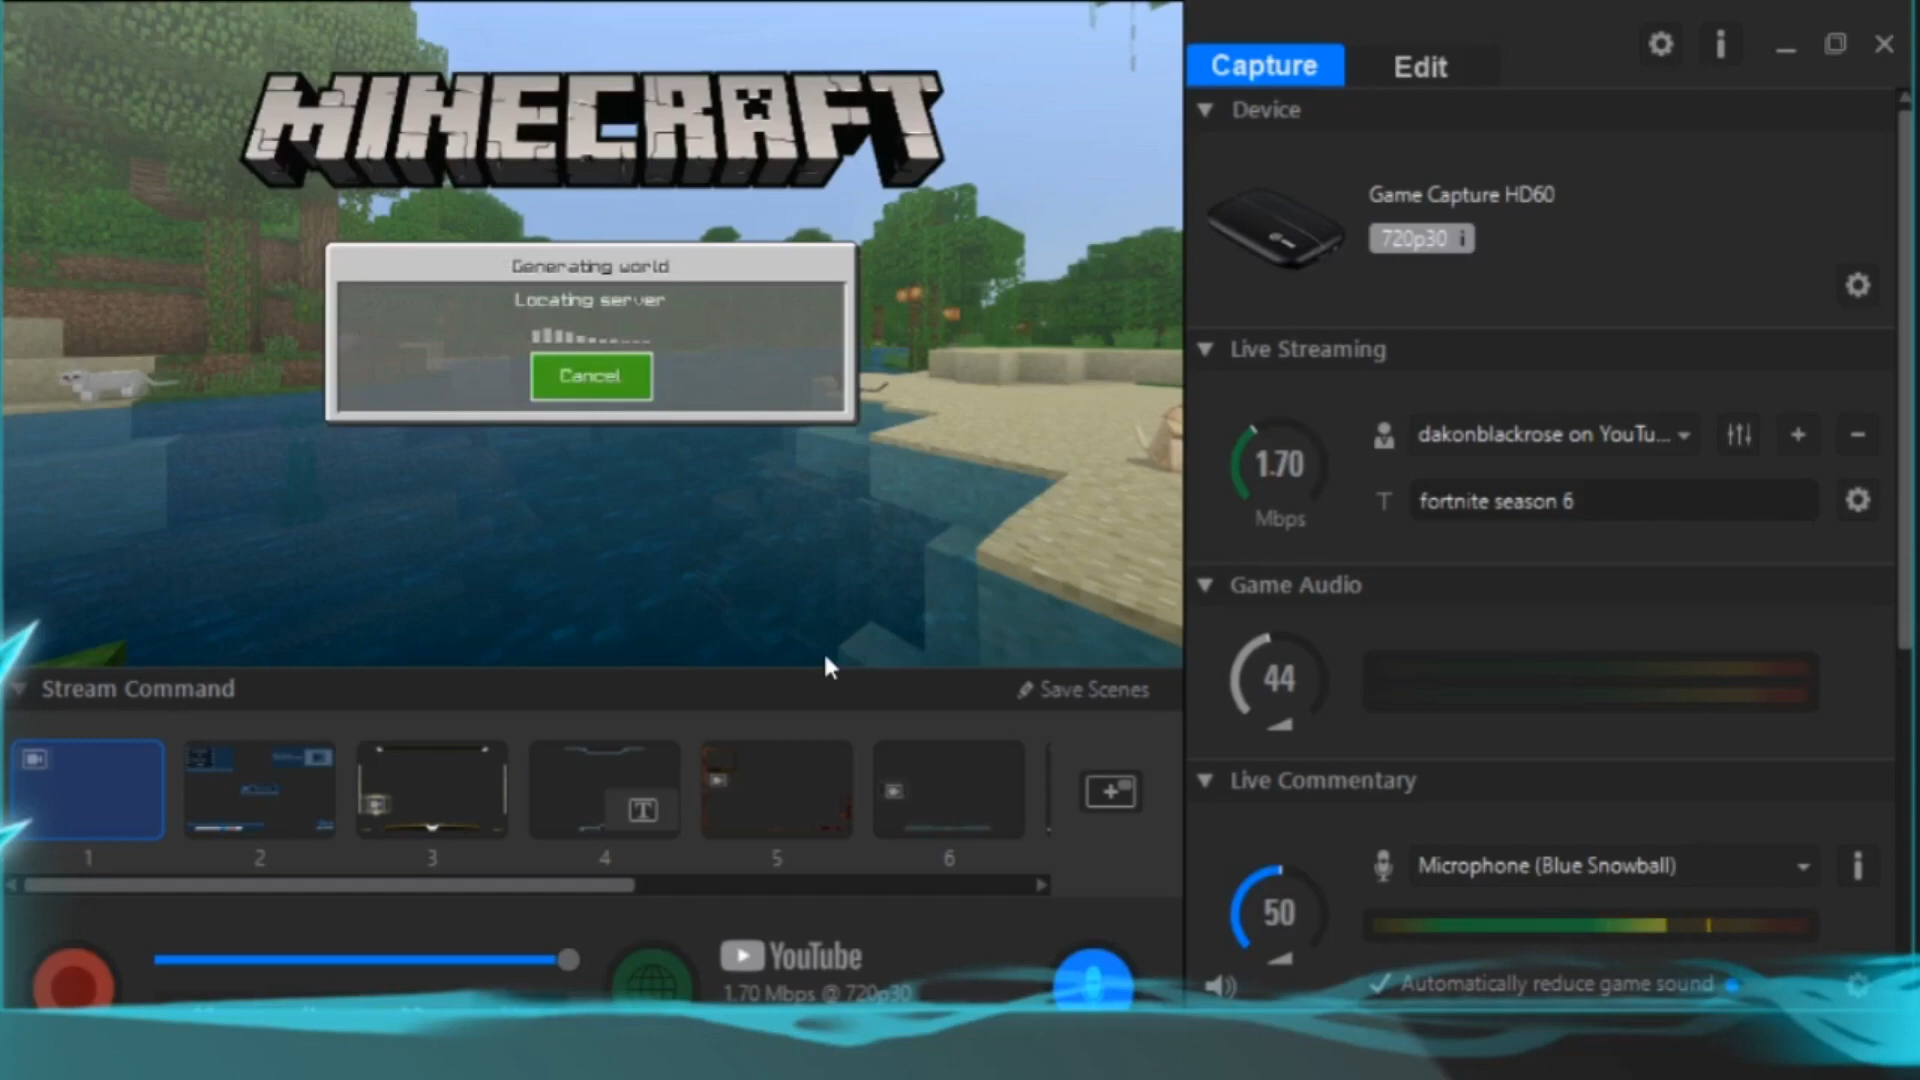 MINECRAFT
Generating world
Locating server
Cancel
Stream Command
Save Scenes
T
1
2
3
4
5
6
YouTube
1.70 Mbps @ 720p30
Capture
Edit
Device
Game Capture HD60
720p30 i
Live Streaming
1.70
Mbps
dakonblackrose on YouTu...
T
fortnite season 6
Game Audio
44
Live Commentary
50
Microphone (Blue Snowball)
Automatically reduce game sound